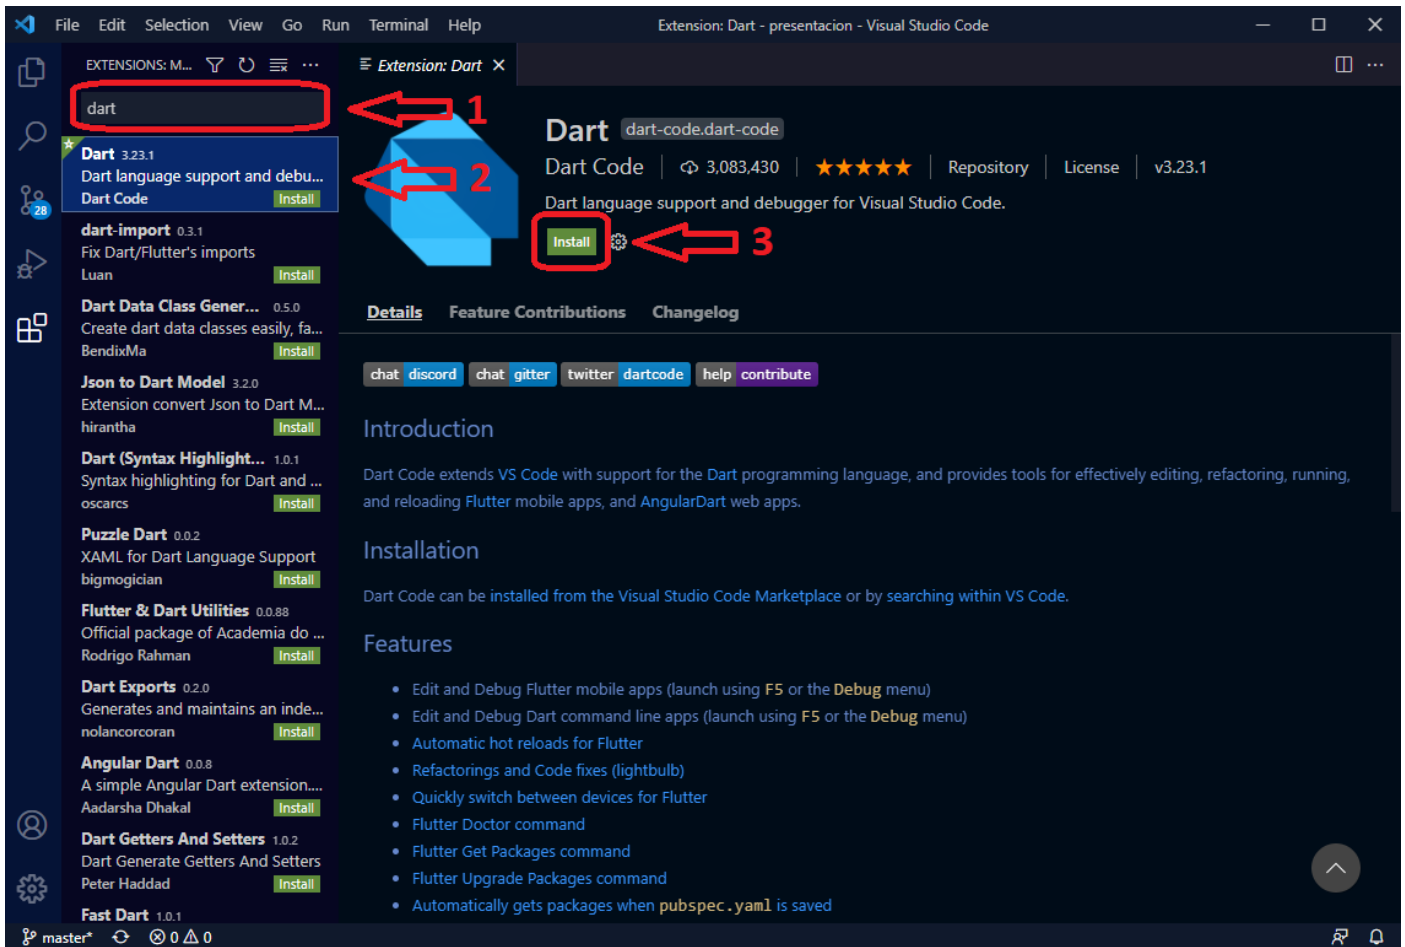 File Edit Selection View Go Run Terminal Help Extension: Dart - presentacion - Visual Studio Code
EXTENSIONS: M...
dart
1
Dart 3.23.1
Dart language support and debu...
Dart Code Install
2
dart-import 0.3.1
Fix Dart/Flutter's imports
Luan Install
Dart Data Class Gener... 0.5.0
Create dart data classes easily, fa...
BendixMa Install
Json to Dart Model 3.2.0
Extension convert Json to Dart M...
hirantha Install
Dart (Syntax Highlight... 1.0.1
Syntax highlighting for Dart and ...
oscarcs Install
Puzzle Dart 0.0.2
XAML for Dart Language Support
bigmogician Install
Flutter & Dart Utilities 0.0.88
Official package of Academia do ...
Rodrigo Rahman Install
Dart Exports 0.2.0
Generates and maintains an inde...
nolancorcoran Install
Angular Dart 0.0.8
A simple Angular Dart extension....
Aadarsha Dhakal Install
Dart Getters And Setters 1.0.2
Dart Generate Getters And Setters
Peter Haddad Install
Fast Dart 1.0.1
28
Extension: Dart
Dart dart-code.dart-code
Dart Code 3,083,430 Repository License v3.23.1
Dart language support and debugger for Visual Studio Code.
Install 3
Details Feature Contributions Changelog
chat discord chat gitter twitter dartcode help contribute
Introduction
Dart Code extends VS Code with support for the Dart programming language, and provides tools for effectively editing, refactoring, running,
and reloading Flutter mobile apps, and AngularDart web apps.
Installation
Dart Code can be installed from the Visual Studio Code Marketplace or by searching within VS Code.
Features
• Edit and Debug Flutter mobile apps (launch using F5 or the Debug menu)
• Edit and Debug Dart command line apps (launch using F5 or the Debug menu)
• Automatic hot reloads for Flutter
• Refactorings and Code fixes (lightbulb)
• Quickly switch between devices for Flutter
• Flutter Doctor command
• Flutter Get Packages command
• Flutter Upgrade Packages command
• Automatically gets packages when pubspec.yaml is saved
master* 0 0